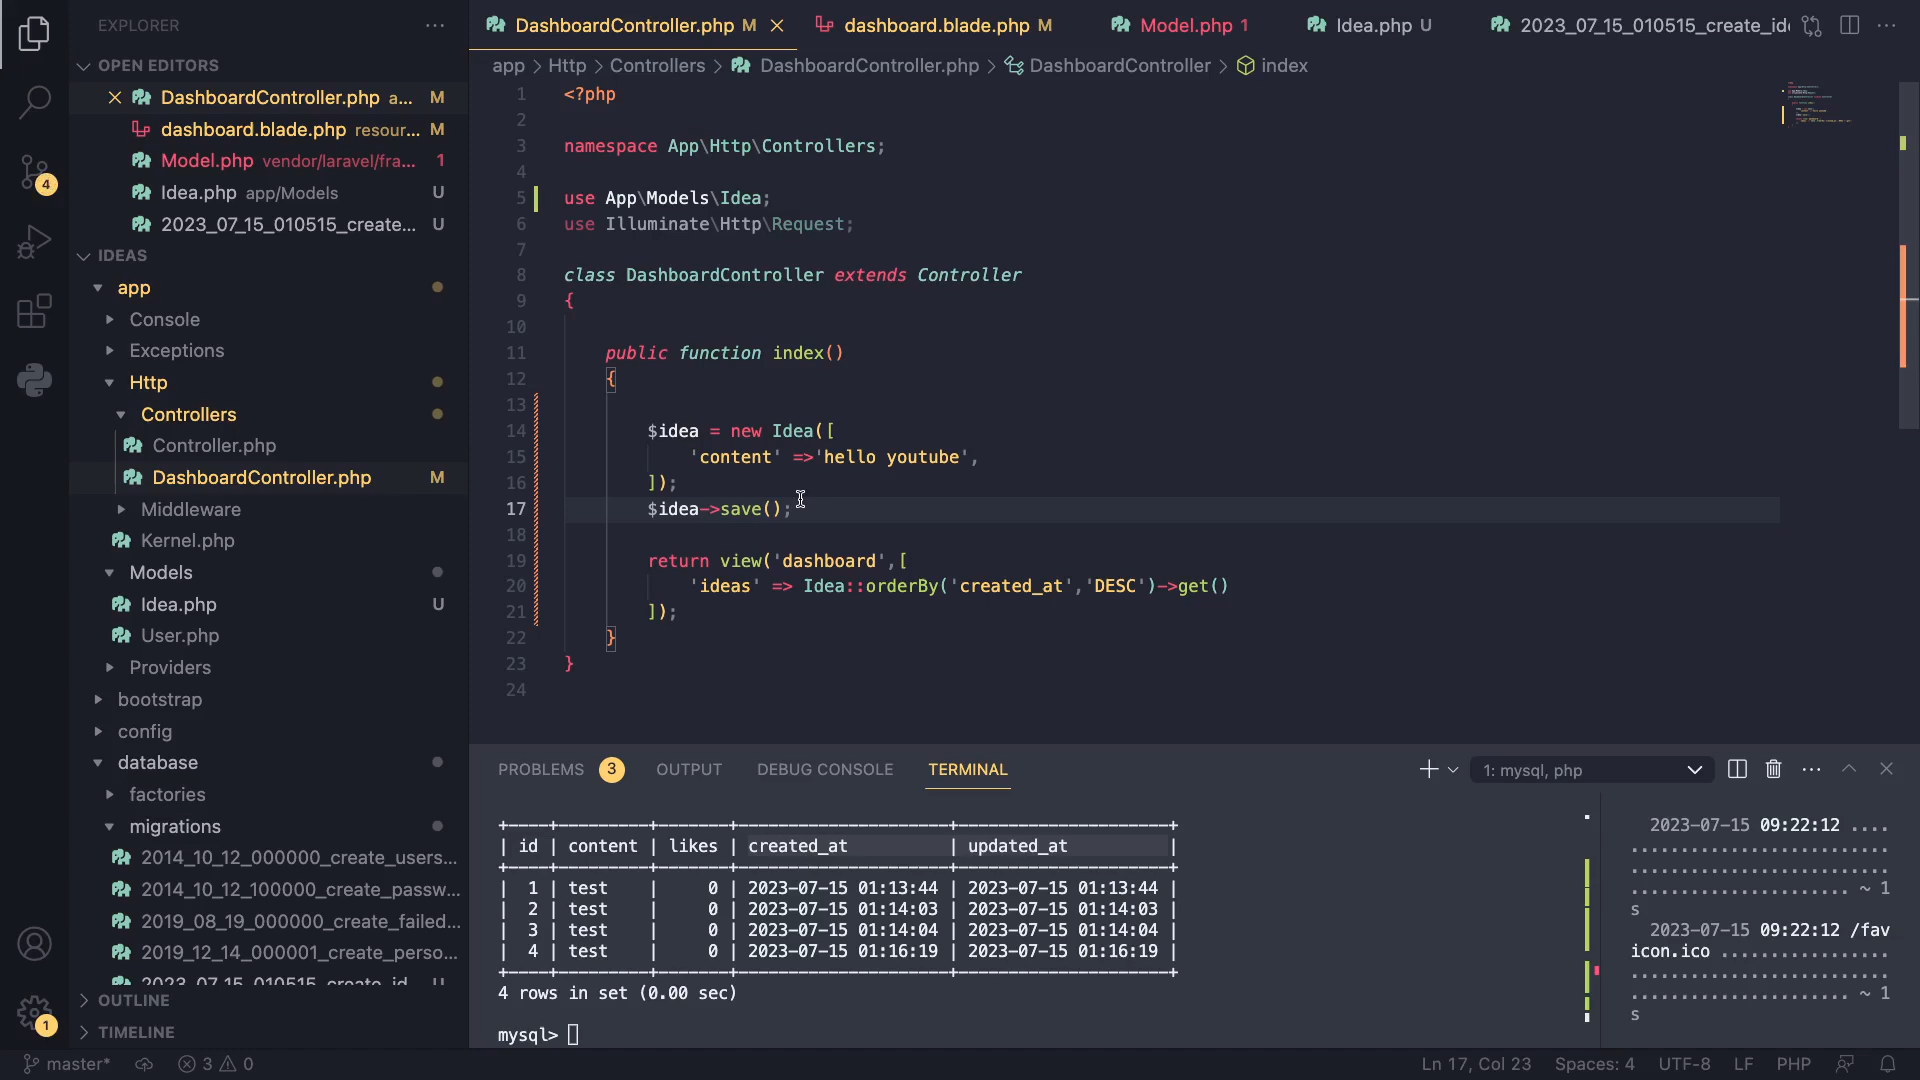 EXPLORER
OPEN EDITORS
DashboardController.php a... M
dashboard.blade.php resour... M
Model.php vendor/laravel/fra... 1
Idea.php app/Models U
2023_07_15_010515_create... U
IDEAS
app
Console
Exceptions
Http
Controllers
Controller.php
DashboardController.php M
Middleware
Kernel.php
Models
Idea.php U
User.php
Providers
bootstrap
config
database
factories
migrations
2014_10_12_000000_create_users...
2014_10_12_100000_create_passw...
2019_08_19_000000_create_failed...
2019_12_14_000001_create_perso...
2023_07_15_010515_create_id... U
OUTLINE
TIMELINE
4
1
DashboardController.php M
dashboard.blade.php M
Model.php 1
Idea.php U
2023_07_15_010515_create_id
app > Http > Controllers > DashboardController.php > DashboardController > index
1 <?php
2
3 namespace App\Http\Controllers;
4
5 use App\Models\Idea;
6 use Illuminate\Http\Request;
7
8 class DashboardController extends Controller
9 {
10
11 public function index()
12 {
13
14 $idea = new Idea([
15 'content' =>'hello youtube',
16 ]);
17 $idea->save();
18
19 return view('dashboard',[
20 'ideas' => Idea::orderBy('created_at','DESC')->get()
21 ]);
22 }
23 }
24
PROBLEMS 3 OUTPUT DEBUG CONSOLE TERMINAL
1: mysql, php
+----+---------+-------+---------------------+---------------------+
| id | content | likes | created_at | updated_at |
+----+---------+-------+---------------------+---------------------+
| 1 | test | 0 | 2023-07-15 01:13:44 | 2023-07-15 01:13:44 |
| 2 | test | 0 | 2023-07-15 01:14:03 | 2023-07-15 01:14:03 |
| 3 | test | 0 | 2023-07-15 01:14:04 | 2023-07-15 01:14:04 |
| 4 | test | 0 | 2023-07-15 01:16:19 | 2023-07-15 01:16:19 |
+----+---------+-------+---------------------+---------------------+
4 rows in set (0.00 sec)
mysql>
2023-07-15 09:22:12 ....
.........................
.........................
..................... ~ 1
s
2023-07-15 09:22:12 /fav
icon.ico ................
.........................
..................... ~ 1
s
master* 3 0
Ln 17, Col 23 Spaces: 4 UTF-8 LF PHP